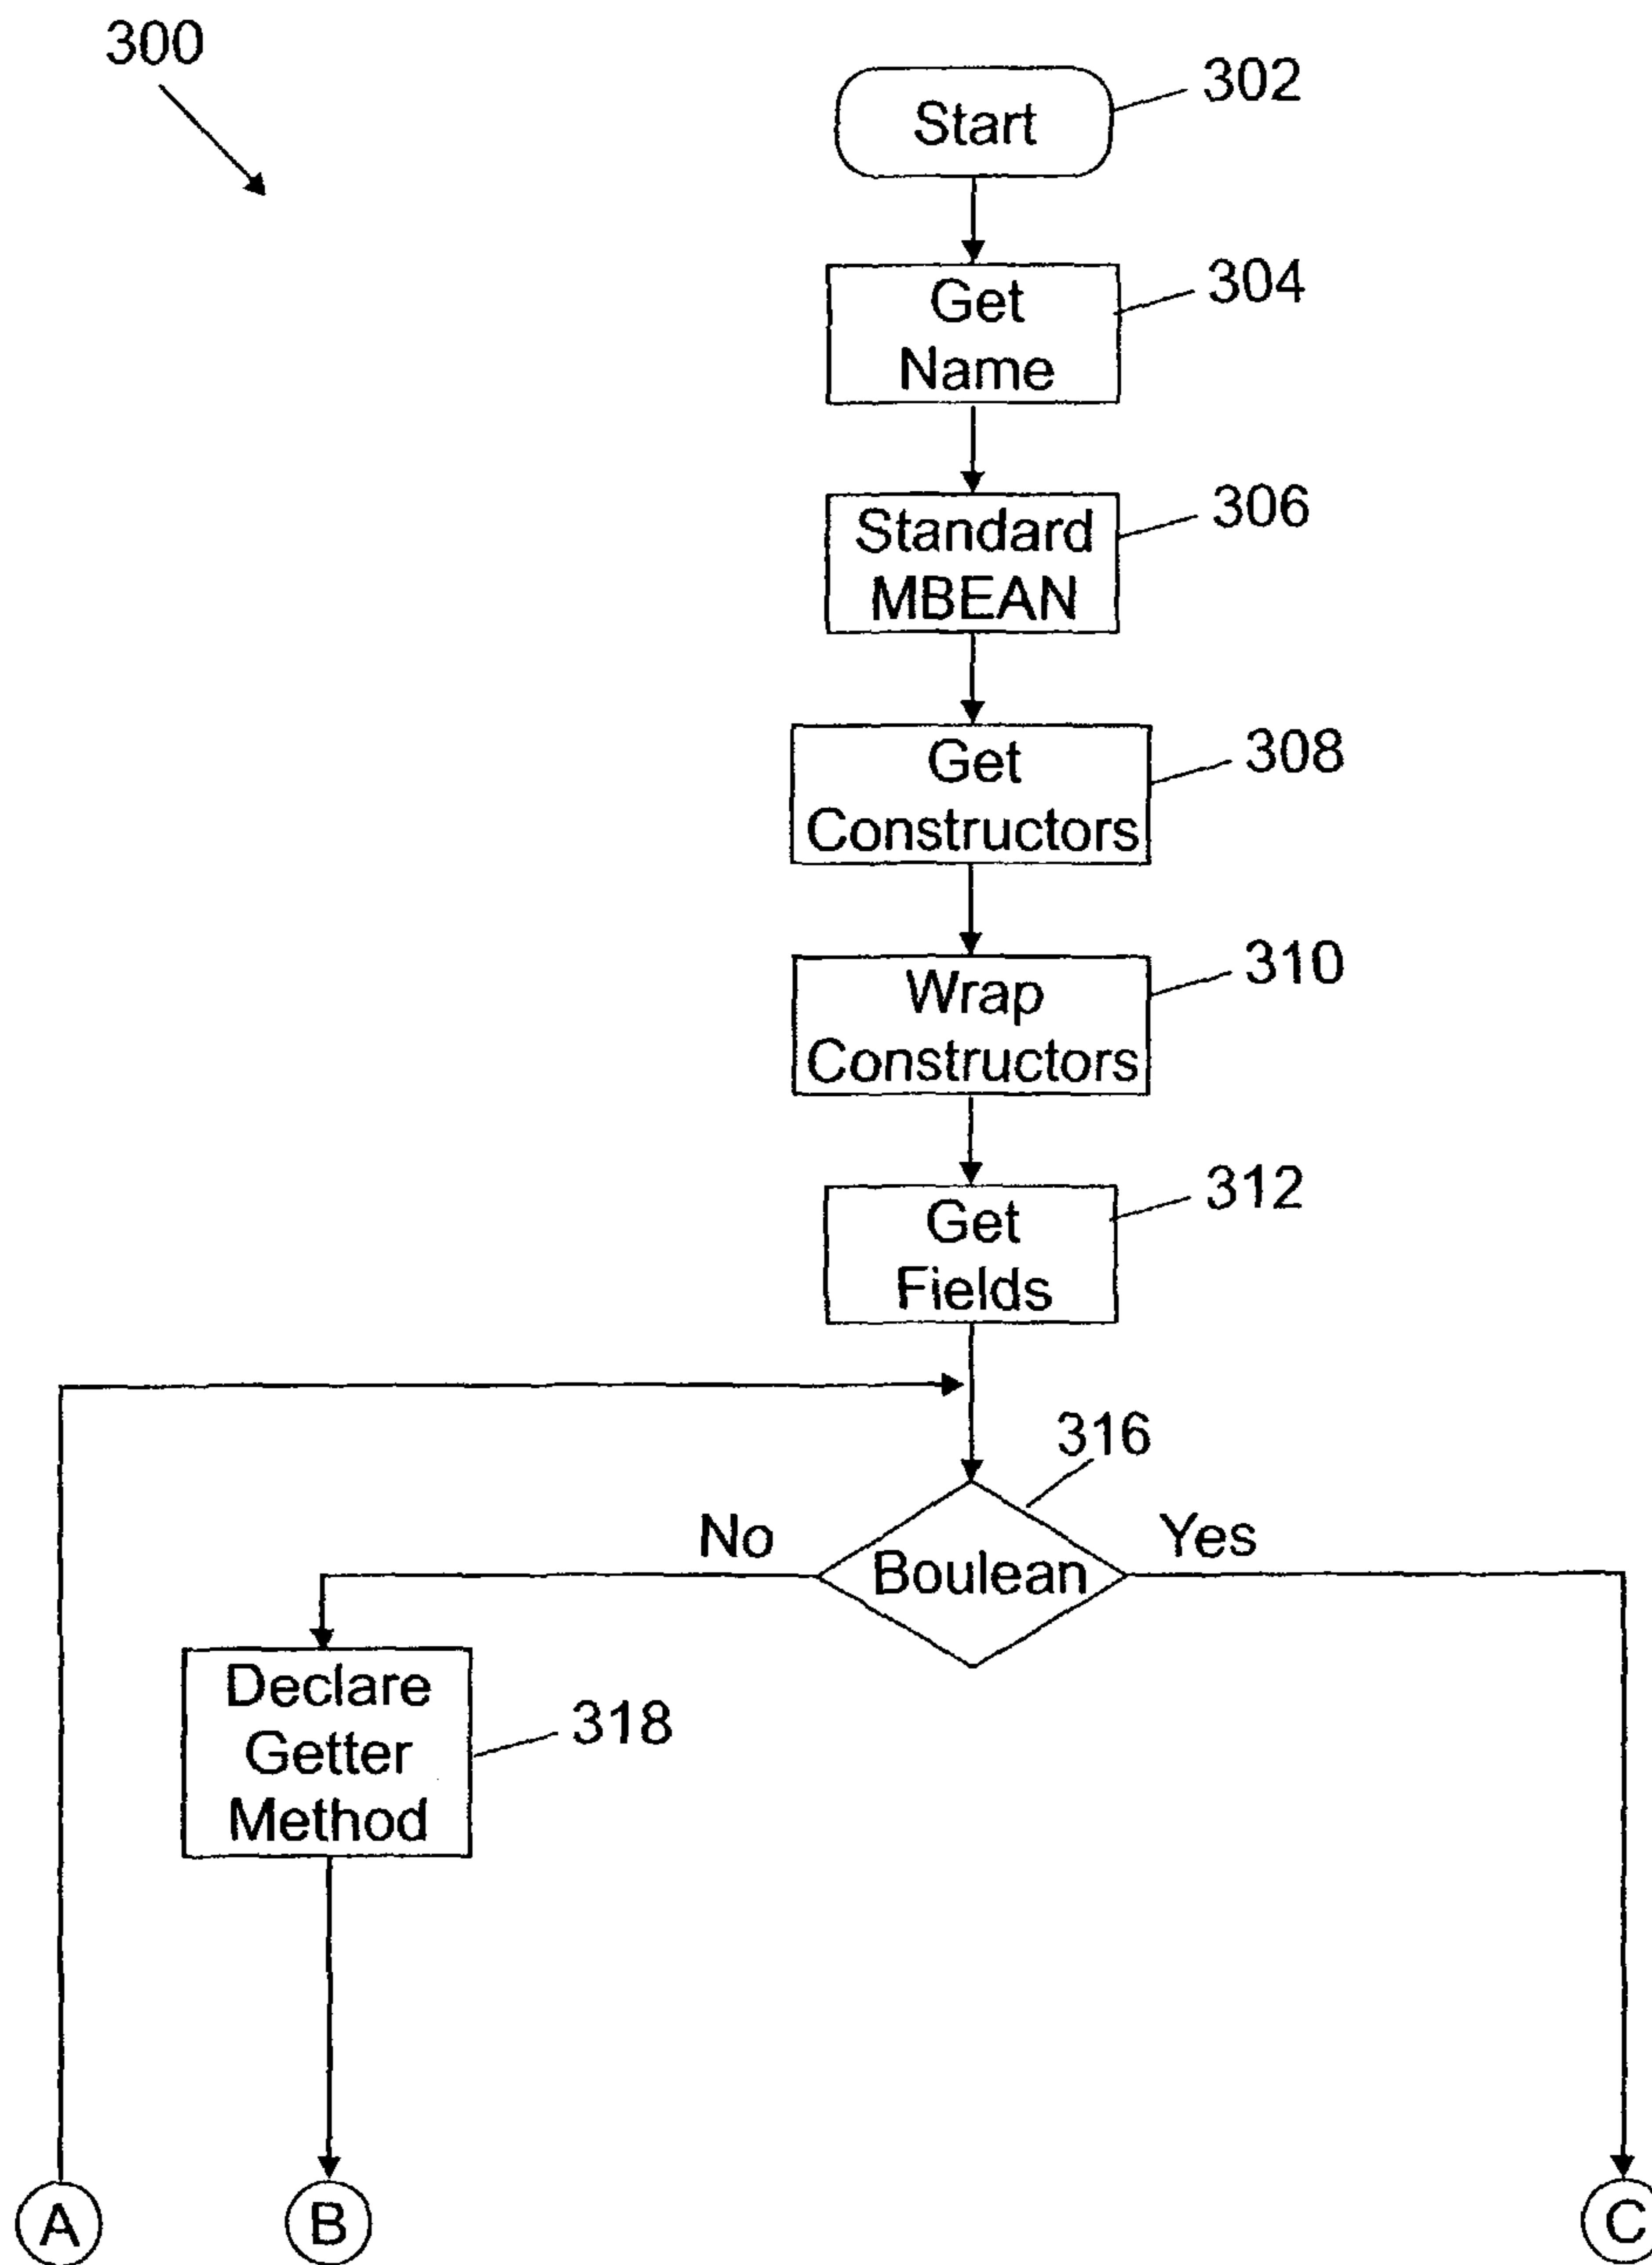 300
302
Start
304
Get
Name
306
Standard
MBEAN
308
Get
Constructors
310
Wrap
Constructors
312
Get
Fields
316
No
Boulean
Yes
Declare
Getter
Method
318
A
B
C